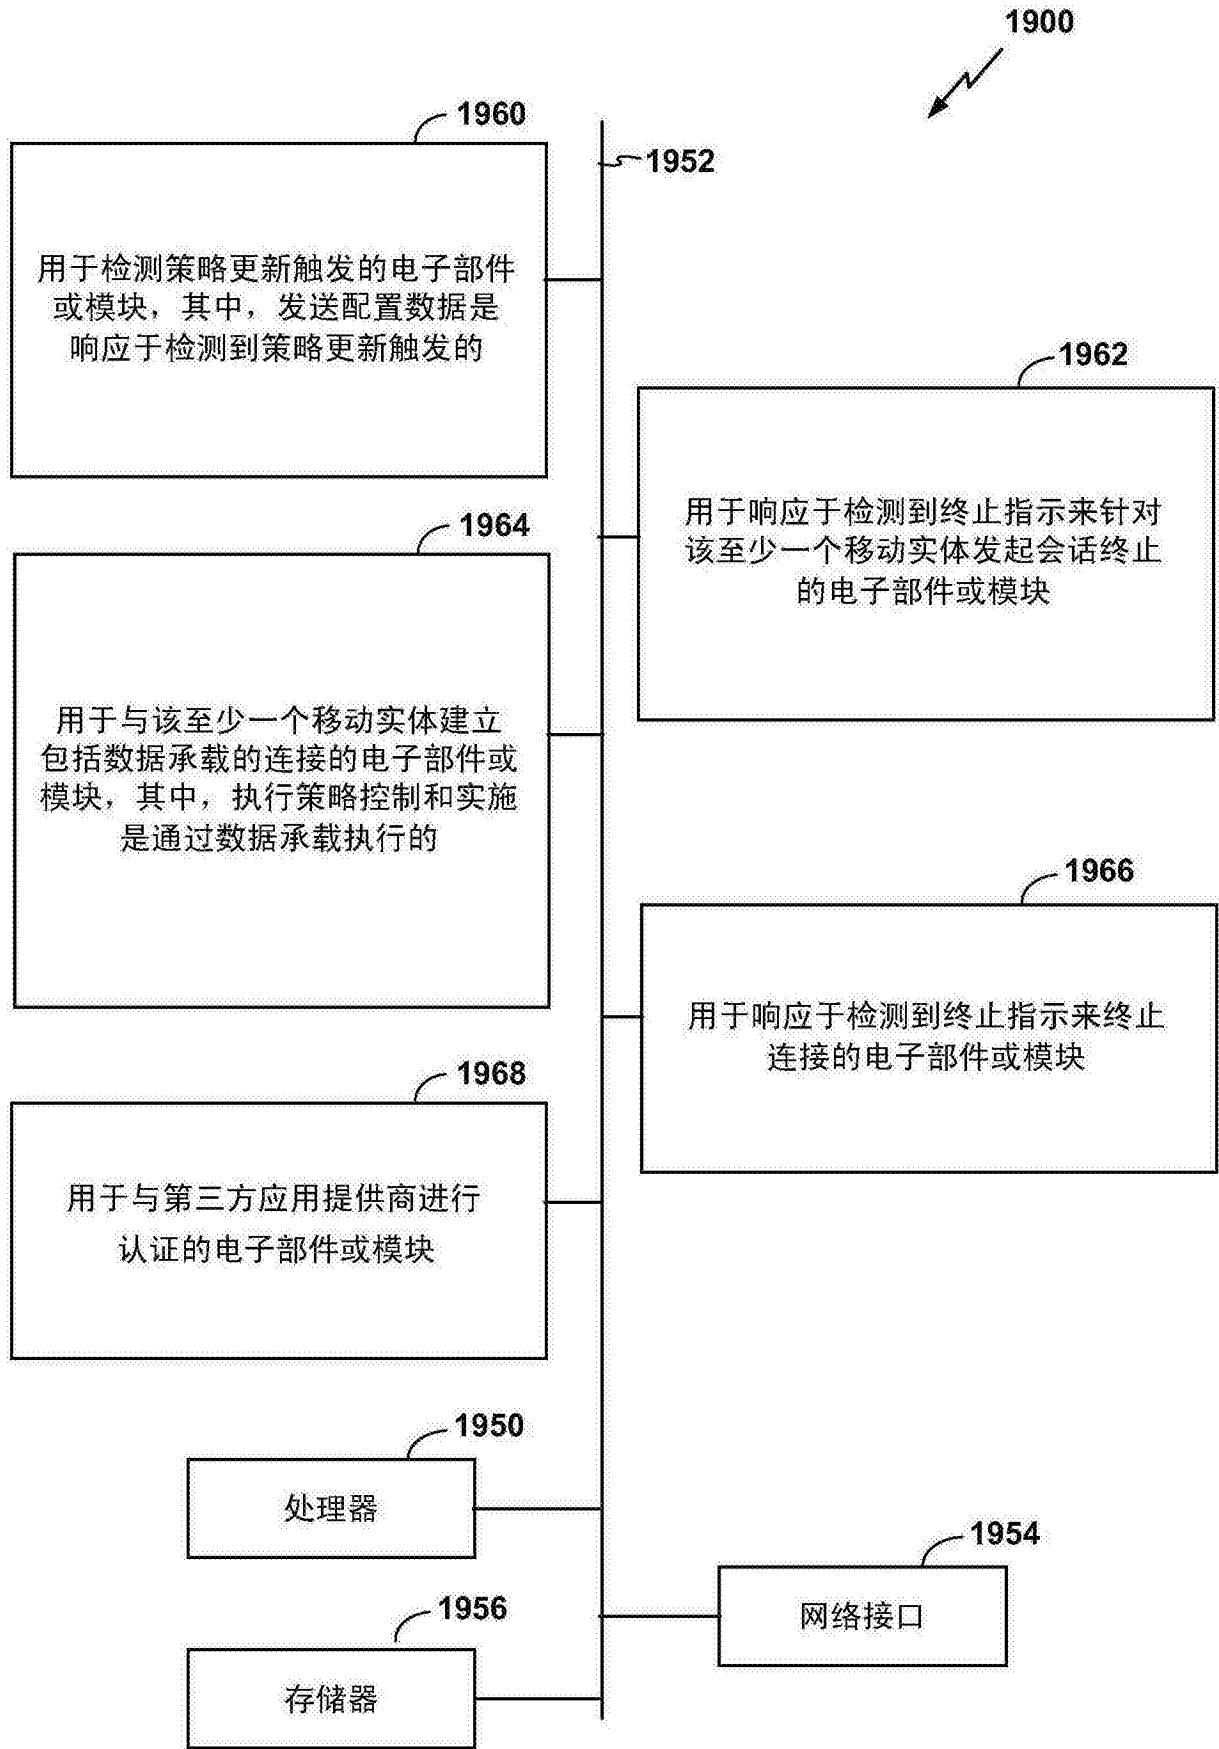 1900
1960
1952
用于检测策略更新触发的电子部件
或模块，其中，发送配置数据是
响应于检测到策略更新触发的
1962
用于响应于检测到终止指示来针对
该至少一个移动实体发起会话终止
的电子部件或模块
1964
用于与该至少一个移动实体建立
包括数据承载的连接的电子部件或
模块，其中，执行策略控制和实施
是通过数据承载执行的
1966
用于响应于检测到终止指示来终止
连接的电子部件或模块
1968
用于与第三方应用提供商进行
认证的电子部件或模块
1950
处理器
1954
网络接口
1956
存储器